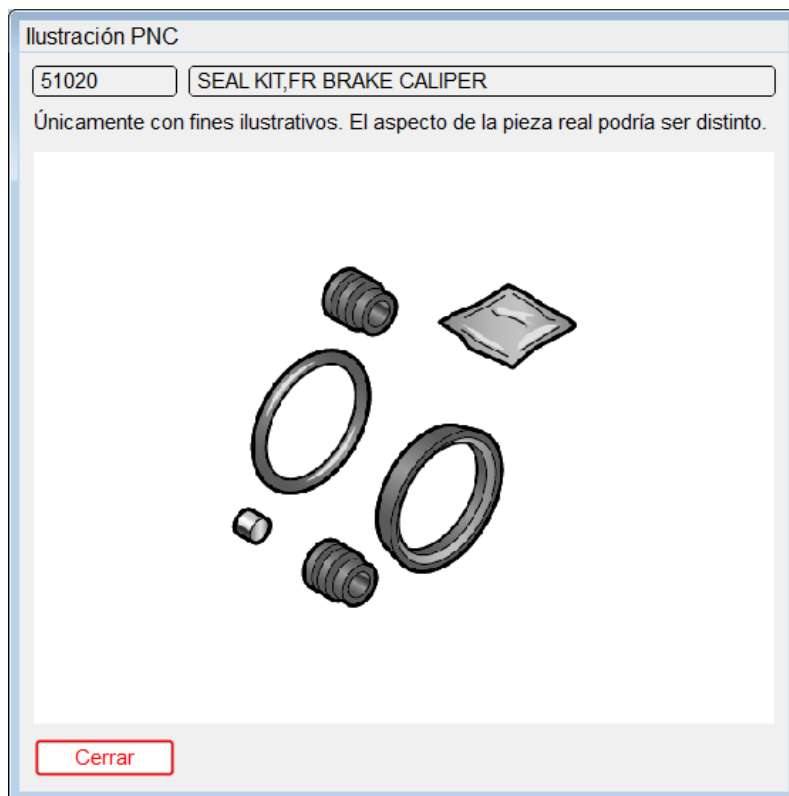 Ilustración PNC
51020 SEAL KIT,FR BRAKE CALIPER
Únicamente con fines ilustrativos. El aspecto de la pieza real podría ser distinto.
Cerrar